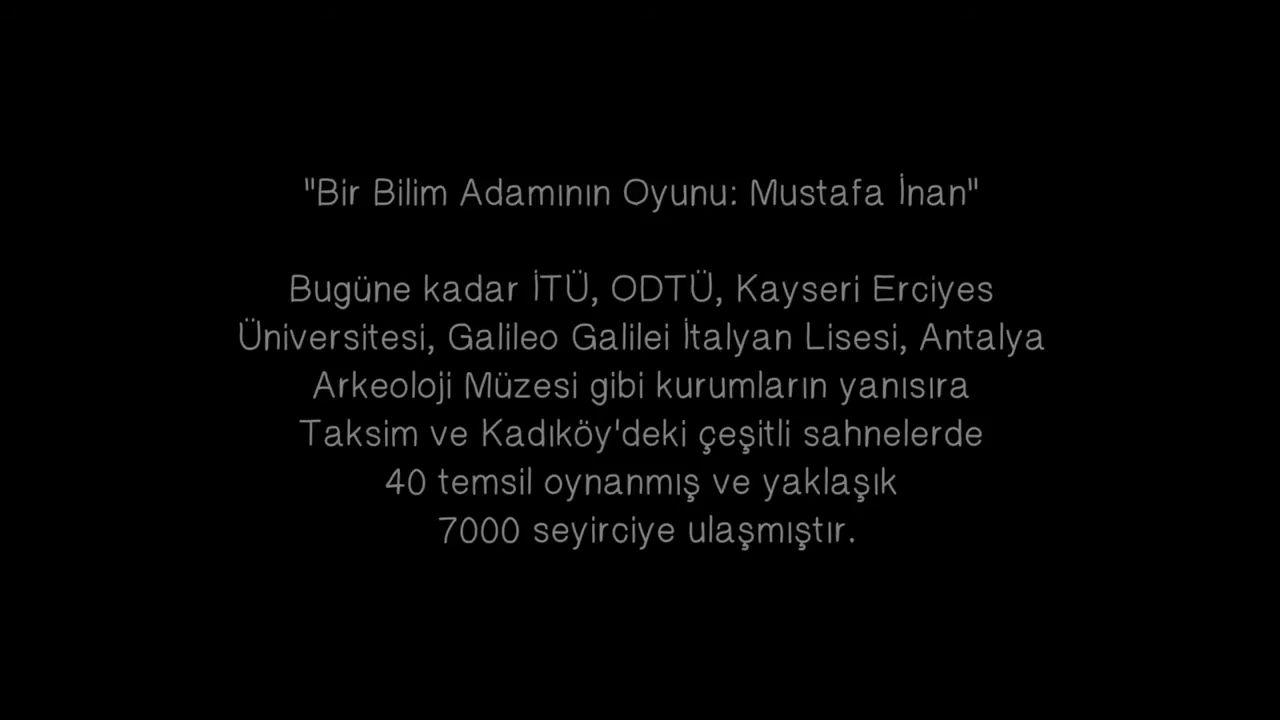 "Bir Bilim Adamının Oyunu: Mustafa İnan"
Bugüne kadar İTÜ, ODTÜ, Kayseri Erciyes
Üniversitesi, Galileo Galilei İtalyan Lisesi, Antalya
Arkeoloji Müzesi gibi kurumların yanısıra
Taksim ve Kadıköy'deki çeşitli sahnelerde
40 temsil oynanmış ve yaklaşık
7000 seyirciye ulaşmıştır.